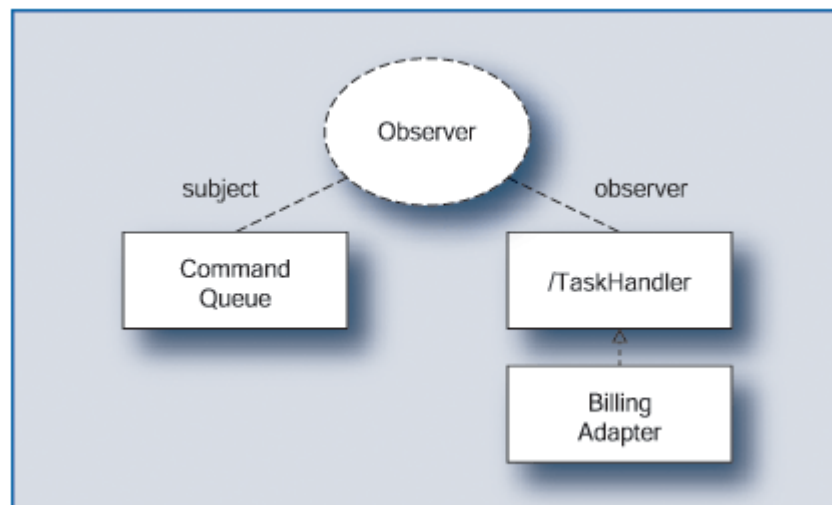 Observer
subject
observer
Command
Queue
/TaskHandler
Billing
Adapter